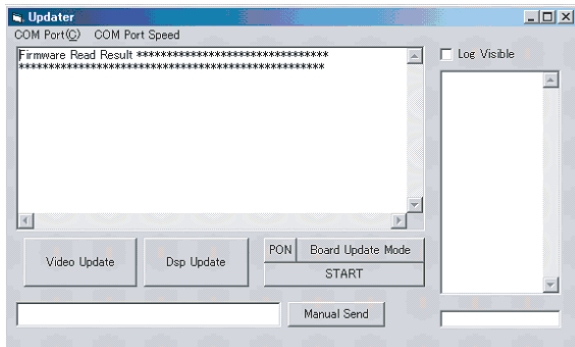 Updater
COM Port(C) COM Port Speed
Firmware Read Result ********************************
***************************************************
Log Visible
Video Update
Dsp Update
PON
Board Update Mode
START
Manual Send